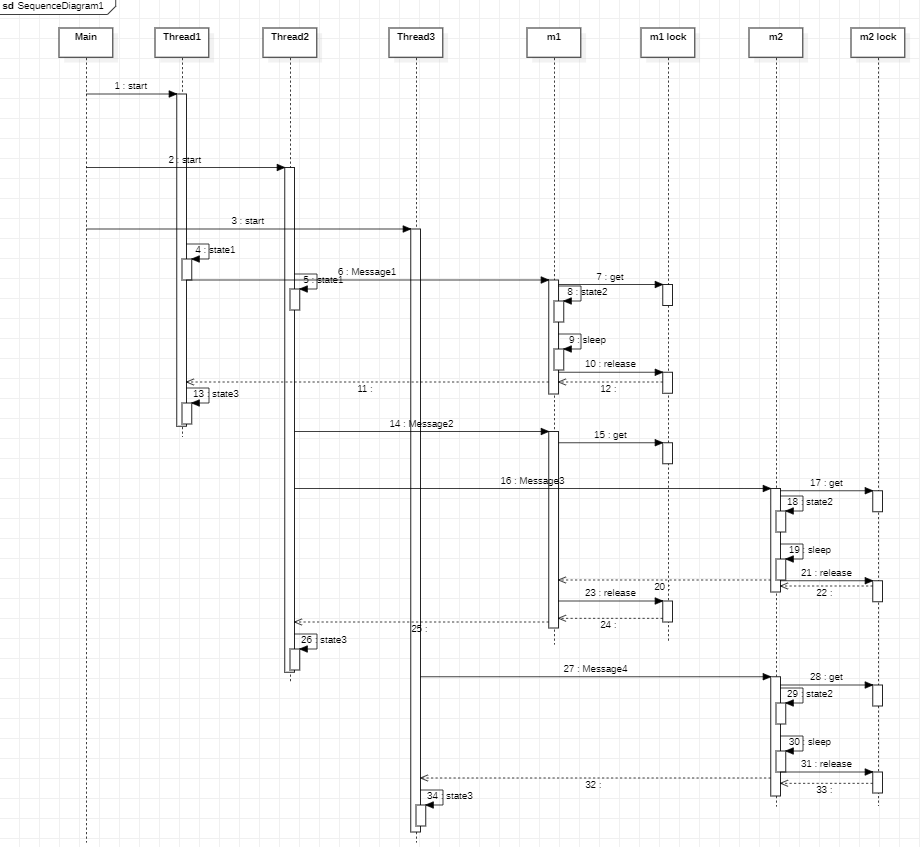 sd SequenceDiagram1
Main
Thread1
Thread2
Thread3
m1
m1 lock
m2
m2 lock
1 : start
2 : start
3 : start
4 : state1
5 : state1
6 : Message1
7 : get
8 : state2
9 : sleep
10 : release
11 :
12 :
13 : state3
14 : Message2
15 : get
16 : Message3
17 : get
18 : state2
19 : sleep
20 :
21 : release
22 :
23 : release
24 :
25 :
26 : state3
27 : Message4
28 : get
29 : state2
30 : sleep
31 : release
32 :
33 :
34 : state3